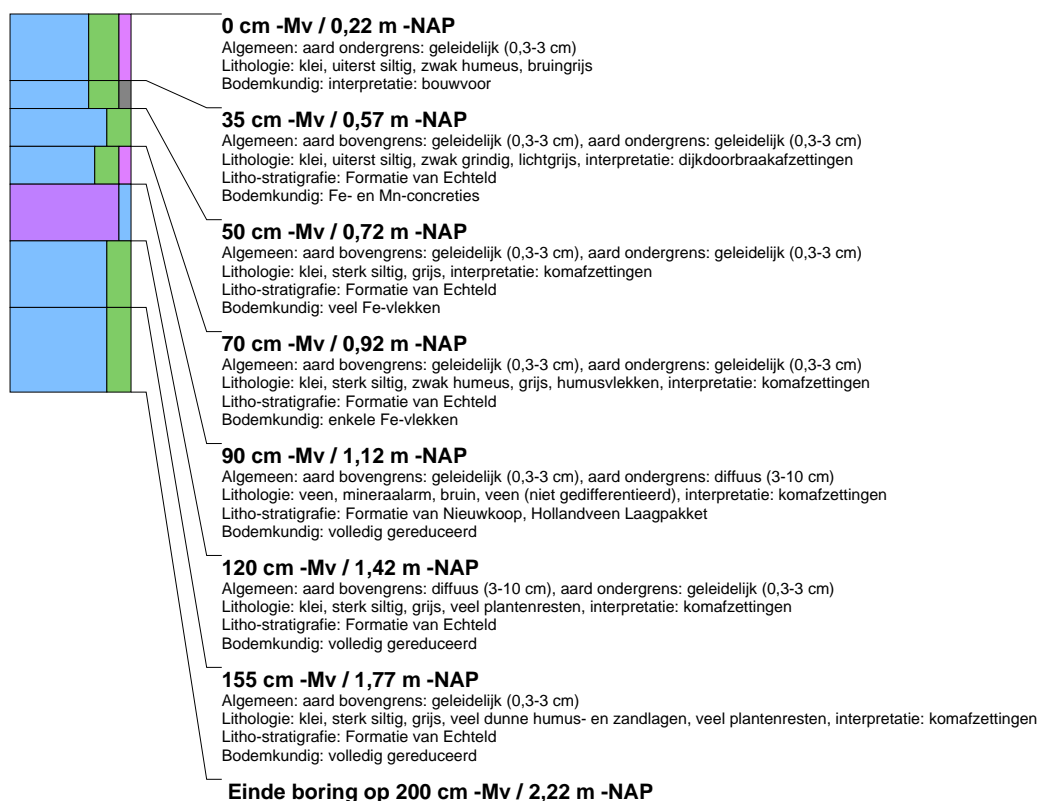 0 cm -Mv / 0,22 m -NAP
Algemeen: aard ondergrens: geleidelijk (0,3-3 cm)
Lithologie: klei, uiterst siltig, zwak humeus, bruingrijs
Bodemkundig: interpretatie: bouwvoor
35 cm -Mv / 0,57 m -NAP
Algemeen: aard bovengrens: geleidelijk (0,3-3 cm), aard ondergrens: geleidelijk (0,3-3 cm)
Lithologie: klei, uiterst siltig, zwak grindig, lichtgrijs, interpretatie: dijkdoorbraakafzettingen
Litho-stratigrafie: Formatie van Echteld
Bodemkundig: Fe- en Mn-concreties
50 cm -Mv / 0,72 m -NAP
Algemeen: aard bovengrens: geleidelijk (0,3-3 cm), aard ondergrens: geleidelijk (0,3-3 cm)
Lithologie: klei, sterk siltig, grijs, interpretatie: komafzettingen
Litho-stratigrafie: Formatie van Echteld
Bodemkundig: veel Fe-vlekken
70 cm -Mv / 0,92 m -NAP
Algemeen: aard bovengrens: geleidelijk (0,3-3 cm), aard ondergrens: geleidelijk (0,3-3 cm)
Lithologie: klei, sterk siltig, zwak humeus, grijs, humusvlekken, interpretatie: komafzettingen
Litho-stratigrafie: Formatie van Echteld
Bodemkundig: enkele Fe-vlekken
90 cm -Mv / 1,12 m -NAP
Algemeen: aard bovengrens: geleidelijk (0,3-3 cm), aard ondergrens: diffuus (3-10 cm)
Lithologie: veen, mineraalarm, bruin, veen (niet gedifferentieerd), interpretatie: komafzettingen
Litho-stratigrafie: Formatie van Nieuwkoop, Hollandveen Laagpakket
Bodemkundig: volledig gereduceerd
120 cm -Mv / 1,42 m -NAP
Algemeen: aard bovengrens: diffuus (3-10 cm), aard ondergrens: geleidelijk (0,3-3 cm)
Lithologie: klei, sterk siltig, grijs, veel plantenresten, interpretatie: komafzettingen
Litho-stratigrafie: Formatie van Echteld
Bodemkundig: volledig gereduceerd
155 cm -Mv / 1,77 m -NAP
Algemeen: aard bovengrens: geleidelijk (0,3-3 cm)
Lithologie: klei, sterk siltig, grijs, veel dunne humus- en zandlagen, veel plantenresten, interpretatie: komafzettingen
Litho-stratigrafie: Formatie van Echteld
Bodemkundig: volledig gereduceerd
Einde boring op 200 cm -Mv / 2,22 m -NAP